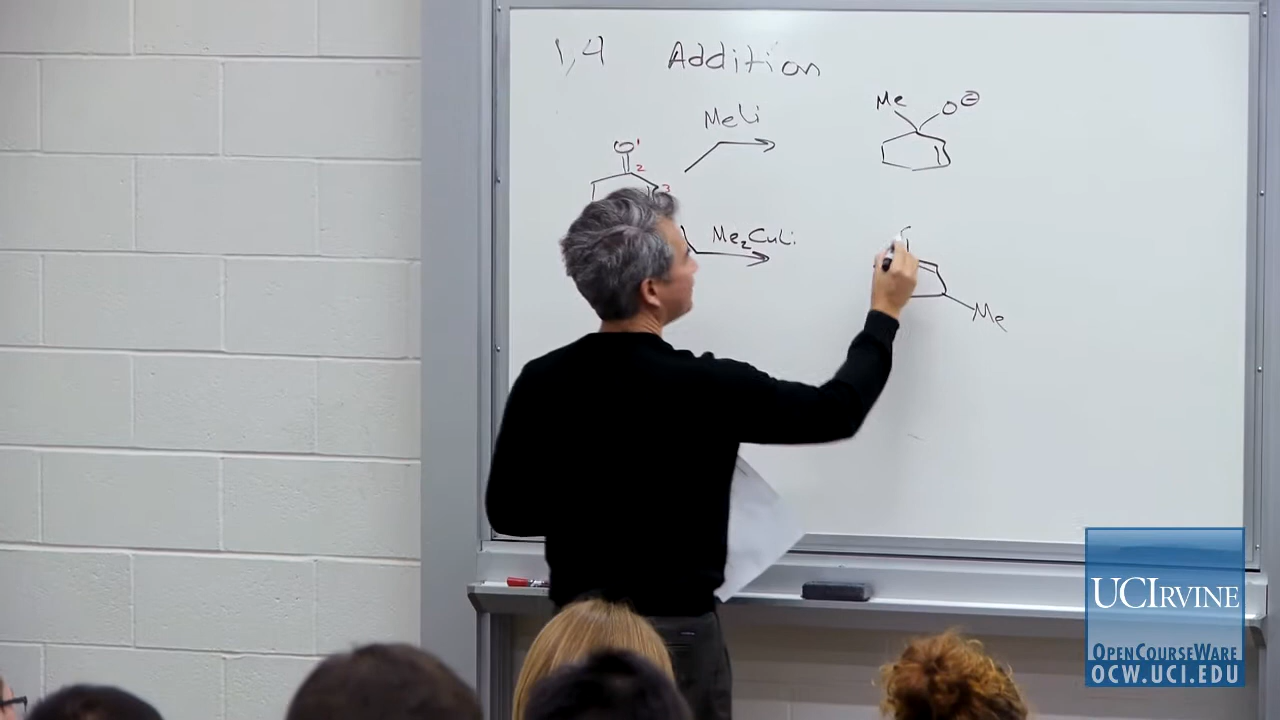 1,4 Addition
Me O⊖
MeLi
O 1
2
3
Me₂CuLi
Me
UCIRVINE
OPENCOURSEWARE
OCW.UCI.EDU